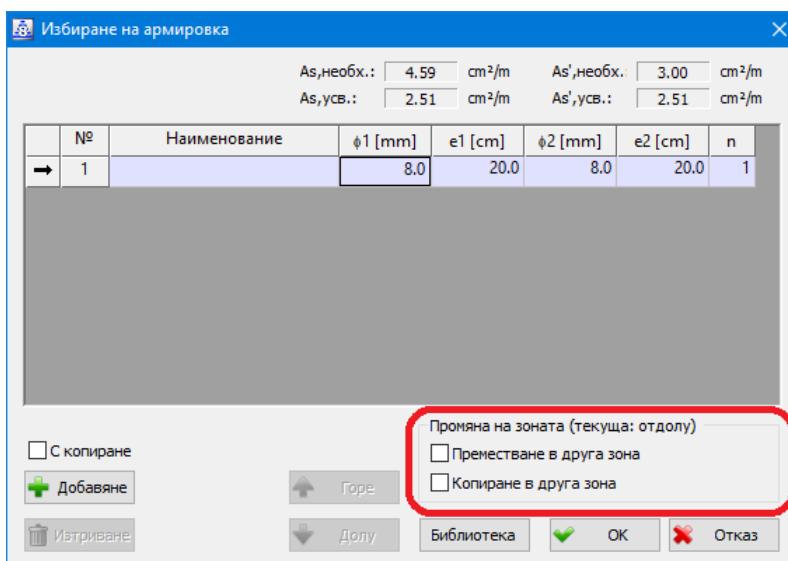 Избиране на армировка
As,необх.: 4.59 cm²/m As',необх.: 3.00 cm²/m
As,усв.: 2.51 cm²/m As',усв.: 2.51 cm²/m
№ Наименование ϕ1 [mm] e1 [cm] ϕ2 [mm] e2 [cm] n
1 8.0 20.0 8.0 20.0 1
Промяна на зоната (текуща: отдолу)
С копиране
Преместване в друга зона
Добавяне Горе
Копиране в друга зона
Изтриване Долу Библиотека OK Отказ